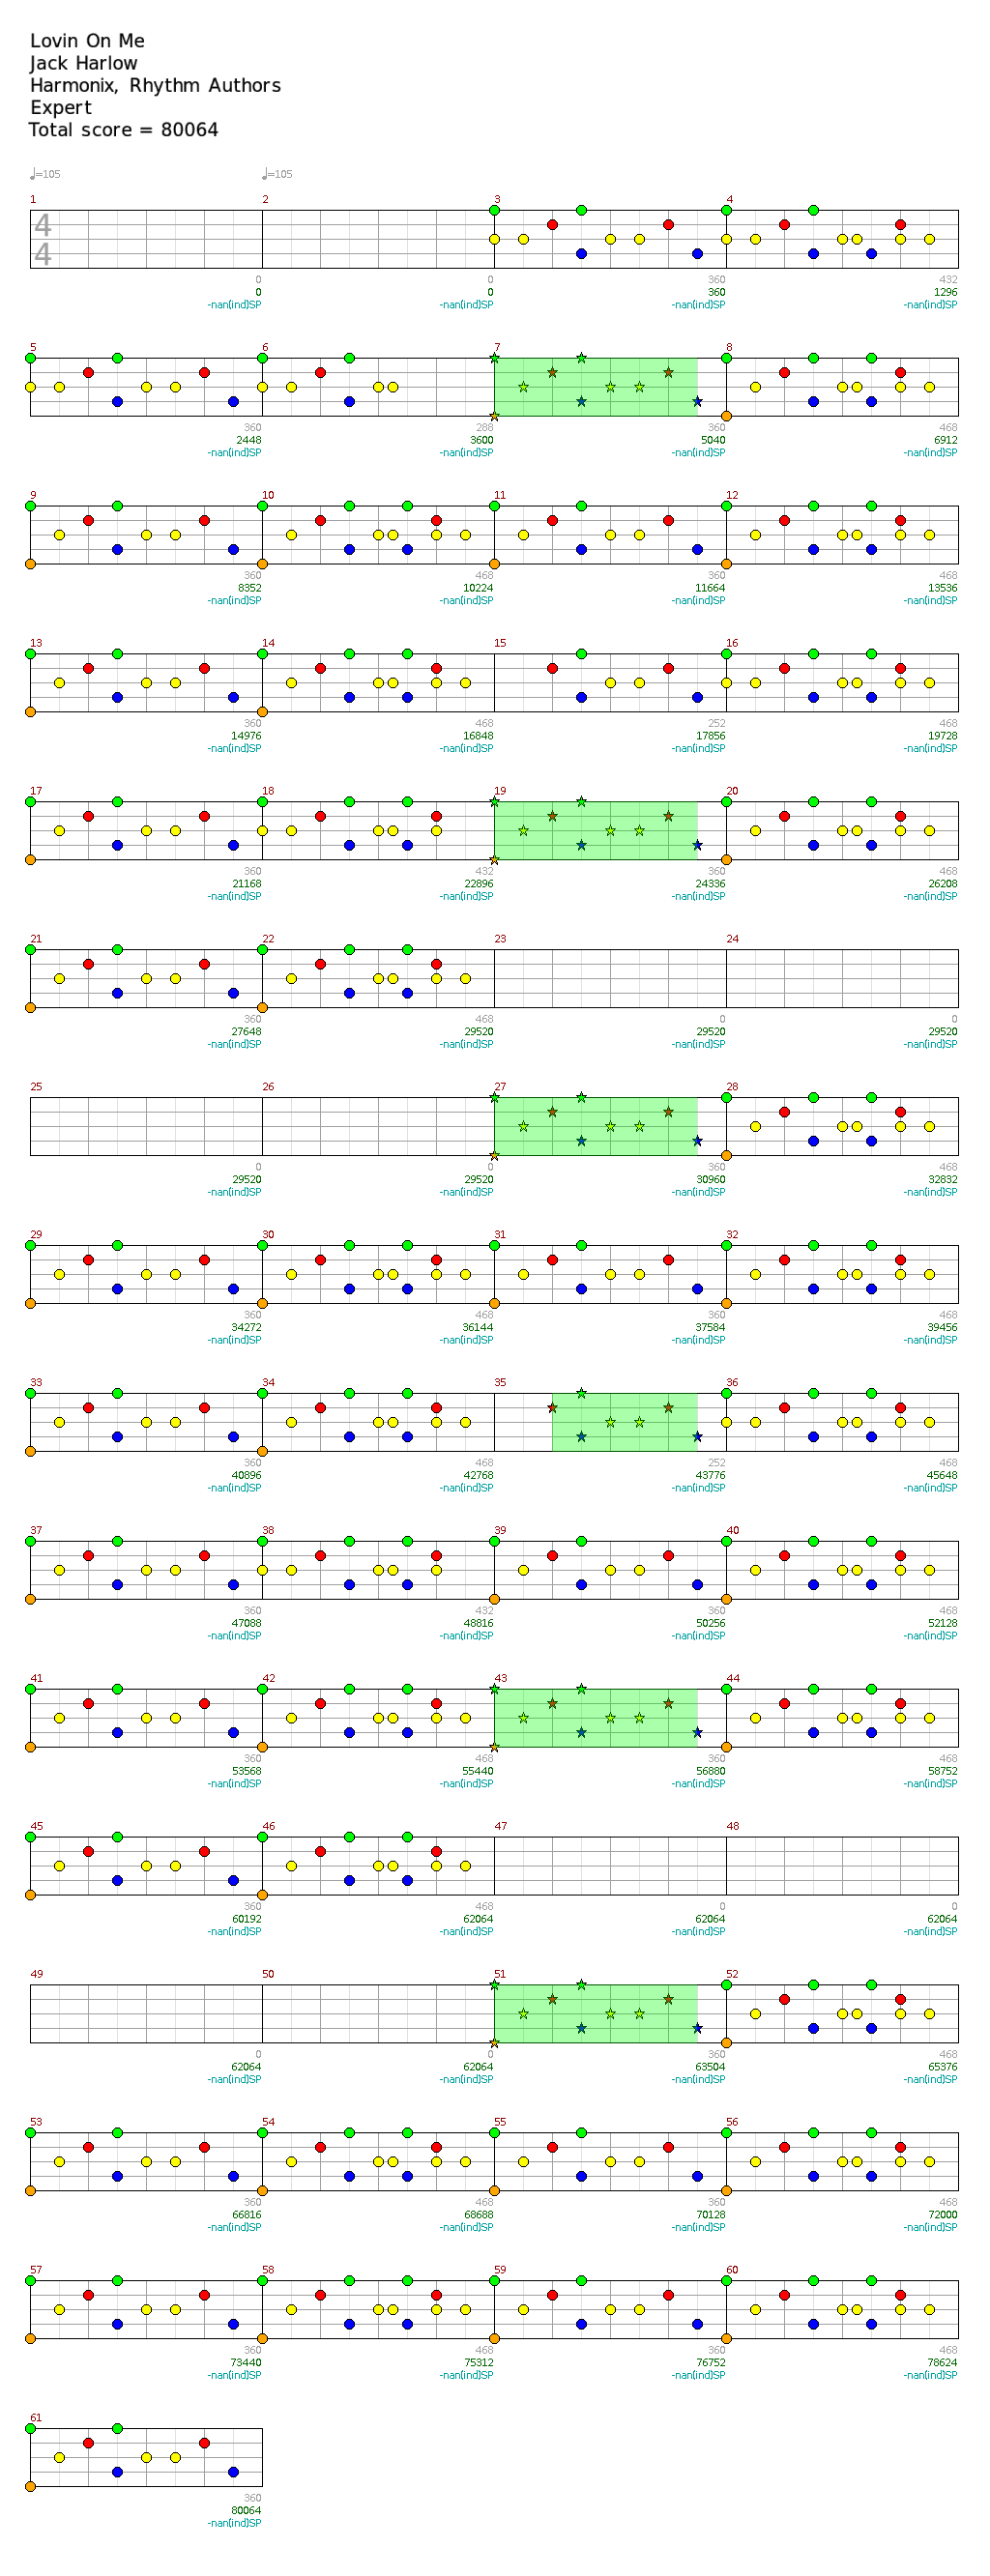 Lovin On Me
Jack Harlow
Harmonix, Rhythm Authors
Expert
Total score = 80064
♩=105 ♩=105
1 2 3 4
4
4
0 0 360 432
0 0 360 1296
-nan(ind)SP -nan(ind)SP -nan(ind)SP -nan(ind)SP
5 6 7 8
360 288 360 468
2448 3600 5040 6912
-nan(ind)SP -nan(ind)SP -nan(ind)SP -nan(ind)SP
9 10 11 12
360 468 360 468
8352 10224 11664 13536
-nan(ind)SP -nan(ind)SP -nan(ind)SP -nan(ind)SP
13 14 15 16
360 468 252 468
14976 16848 17856 19728
-nan(ind)SP -nan(ind)SP -nan(ind)SP -nan(ind)SP
17 18 19 20
360 432 360 468
21168 22896 24336 26208
-nan(ind)SP -nan(ind)SP -nan(ind)SP -nan(ind)SP
21 22 23 24
360 468 0 0
27648 29520 29520 29520
-nan(ind)SP -nan(ind)SP -nan(ind)SP -nan(ind)SP
25 26 27 28
0 0 360 468
29520 29520 30960 32832
-nan(ind)SP -nan(ind)SP -nan(ind)SP -nan(ind)SP
29 30 31 32
360 468 360 468
34272 36144 37584 39456
-nan(ind)SP -nan(ind)SP -nan(ind)SP -nan(ind)SP
33 34 35 36
360 468 252 468
40896 42768 43776 45648
-nan(ind)SP -nan(ind)SP -nan(ind)SP -nan(ind)SP
37 38 39 40
360 432 360 468
47088 48816 50256 52128
-nan(ind)SP -nan(ind)SP -nan(ind)SP -nan(ind)SP
41 42 43 44
360 468 360 468
53568 55440 56880 58752
-nan(ind)SP -nan(ind)SP -nan(ind)SP -nan(ind)SP
45 46 47 48
360 468 0 0
60192 62064 62064 62064
-nan(ind)SP -nan(ind)SP -nan(ind)SP -nan(ind)SP
49 50 51 52
0 0 360 468
62064 62064 63504 65376
-nan(ind)SP -nan(ind)SP -nan(ind)SP -nan(ind)SP
53 54 55 56
360 468 360 468
66816 68688 70128 72000
-nan(ind)SP -nan(ind)SP -nan(ind)SP -nan(ind)SP
57 58 59 60
360 468 360 468
73440 75312 76752 78624
-nan(ind)SP -nan(ind)SP -nan(ind)SP -nan(ind)SP
61
360
80064
-nan(ind)SP